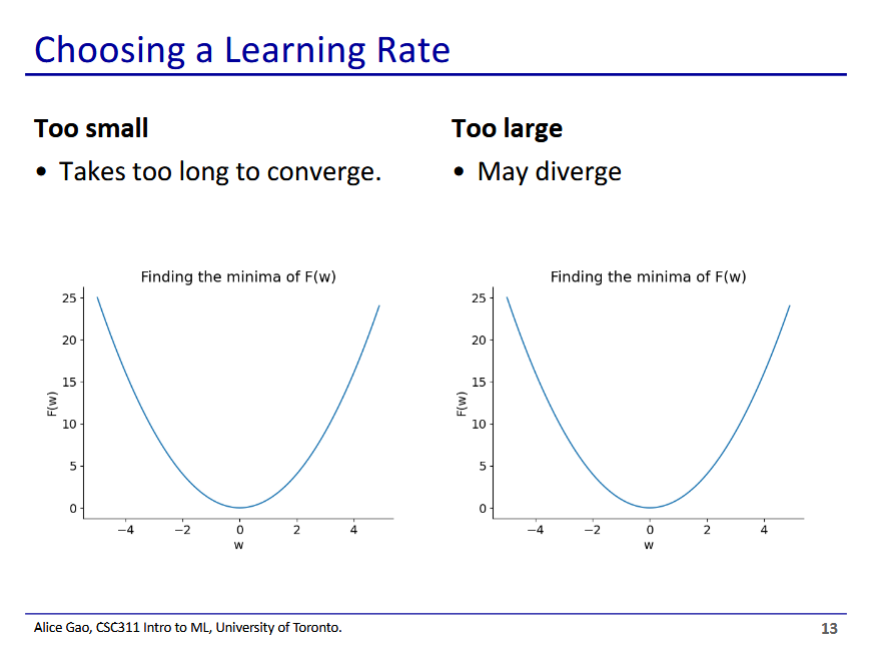 Choosing a Learning Rate
Too small
• Takes too long to converge.
Too large
• May diverge
Finding the minima of F(w)
25
20
15
10
5
0
F(w)
−4 −2 0 2 4
w
Finding the minima of F(w)
25
20
15
10
5
0
F(w)
−4 −2 0 2 4
w
Alice Gao, CSC311 Intro to ML, University of Toronto.
13